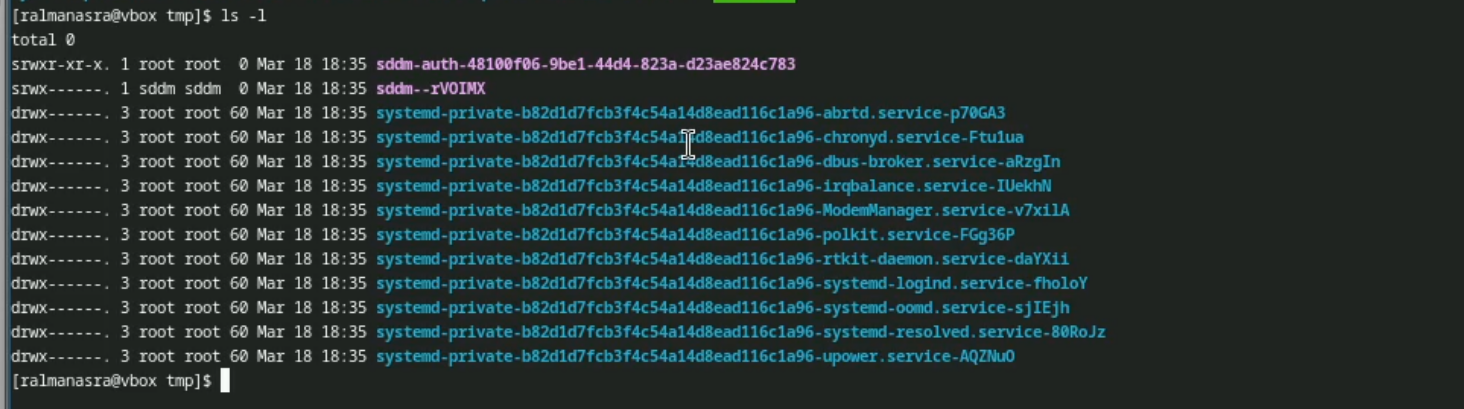 [ralmanasra@vbox tmp]$ ls -l
total 0
srwxr-xr-x. 1 root root  0 Mar 18 18:35 sddm-auth-48100f06-9be1-44d4-823a-d23ae824c783
srwx------. 1 sddm sddm  0 Mar 18 18:35 sddm--rVOIMX
drwx------. 3 root root 60 Mar 18 18:35 systemd-private-b82d1d7fcb3f4c54a14d8ead116c1a96-abrtd.service-p70GA3
drwx------. 3 root root 60 Mar 18 18:35 systemd-private-b82d1d7fcb3f4c54a14d8ead116c1a96-chronyd.service-Ftu1ua
drwx------. 3 root root 60 Mar 18 18:35 systemd-private-b82d1d7fcb3f4c54a14d8ead116c1a96-dbus-broker.service-aRzgIn
drwx------. 3 root root 60 Mar 18 18:35 systemd-private-b82d1d7fcb3f4c54a14d8ead116c1a96-irqbalance.service-IUekhN
drwx------. 3 root root 60 Mar 18 18:35 systemd-private-b82d1d7fcb3f4c54a14d8ead116c1a96-ModemManager.service-v7xilA
drwx------. 3 root root 60 Mar 18 18:35 systemd-private-b82d1d7fcb3f4c54a14d8ead116c1a96-polkit.service-FGg36P
drwx------. 3 root root 60 Mar 18 18:35 systemd-private-b82d1d7fcb3f4c54a14d8ead116c1a96-rtkit-daemon.service-daYXii
drwx------. 3 root root 60 Mar 18 18:35 systemd-private-b82d1d7fcb3f4c54a14d8ead116c1a96-systemd-logind.service-fholoY
drwx------. 3 root root 60 Mar 18 18:35 systemd-private-b82d1d7fcb3f4c54a14d8ead116c1a96-systemd-oomd.service-sjIEjh
drwx------. 3 root root 60 Mar 18 18:35 systemd-private-b82d1d7fcb3f4c54a14d8ead116c1a96-systemd-resolved.service-80RoJz
drwx------. 3 root root 60 Mar 18 18:35 systemd-private-b82d1d7fcb3f4c54a14d8ead116c1a96-upower.service-AQZNuO
[ralmanasra@vbox tmp]$